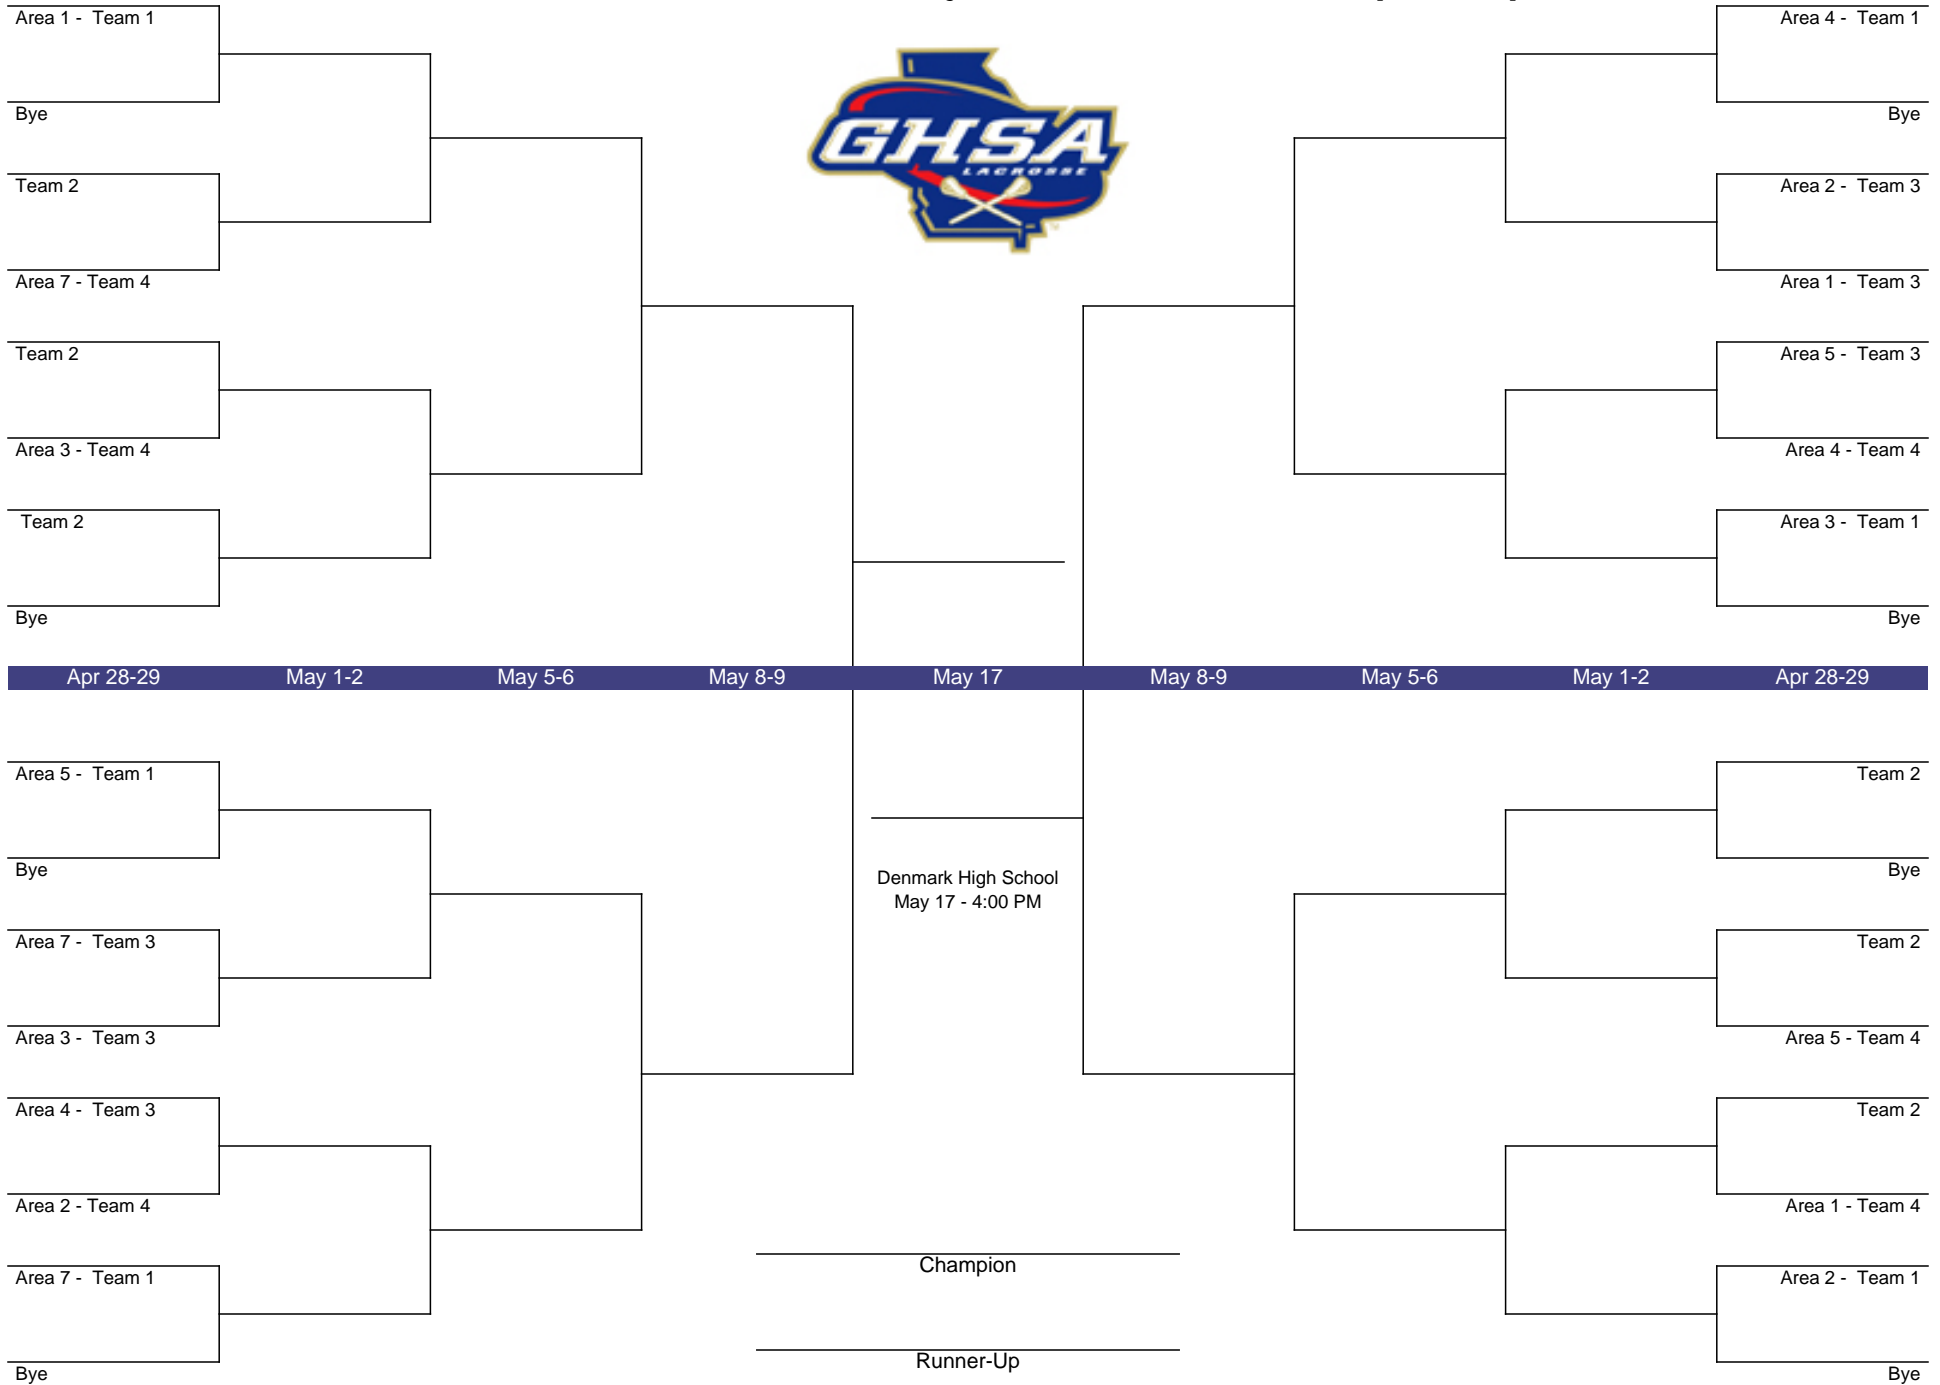 Area 1 - Team 1
Bye
Team 2
Area 7 - Team 4
Team 2
Area 3 - Team 4
Team 2
Bye
GHSA
LACROSSE
TM
Area 4 - Team 1
Bye
Area 2 - Team 3
Area 1 - Team 3
Area 5 - Team 3
Area 4 - Team 4
Area 3 - Team 1
Bye
Apr 28-29 May 1-2 May 5-6 May 8-9 May 17 May 8-9 May 5-6 May 1-2 Apr 28-29
Area 5 - Team 1
Bye
Area 7 - Team 3
Area 3 - Team 3
Area 4 - Team 3
Area 2 - Team 4
Area 7 - Team 1
Bye
Denmark High School
May 17 - 4:00 PM
Champion
Runner-Up
Team 2
Bye
Team 2
Area 5 - Team 4
Team 2
Area 1 - Team 4
Area 2 - Team 1
Bye